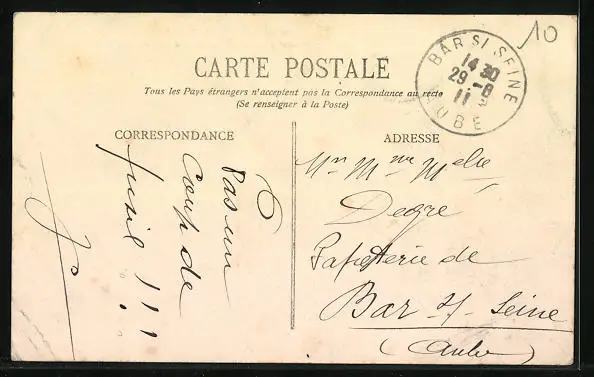 10
CARTE POSTALE
Tous les Pays étrangers n'acceptent pas la Correspondance au recto
(Se renseigner à la Poste)
BAR S/ SEINE
14 30
29 -8
11
AUBE
CORRESPONDANCE
Pas un
Coup de
fusil !!!
ADRESSE
Mr Mme Melle
Degre
Papetterie de
Bar s/ Seine
(Aube)